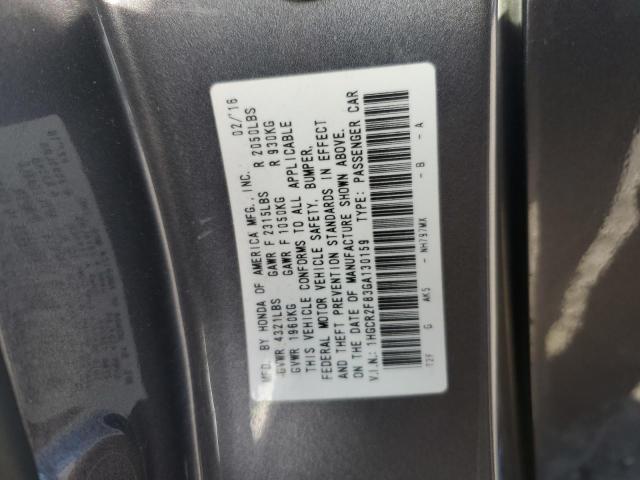 MFD. BY HONDA OF AMERICA MFG., INC. 02/'16
GVWR 4321LBS GAWR F 2315LBS R 2050LBS
GVWR 1960KG GAWR F 1050KG R 930KG
THIS VEHICLE CONFORMS TO ALL APPLICABLE
FEDERAL MOTOR VEHICLE SAFETY, BUMPER,
AND THEFT PREVENTION STANDARDS IN EFFECT
ON THE DATE OF MANUFACTURE SHOWN ABOVE.
V.I.N.: 1HGCR2F83GA130159 TYPE: PASSENGER CAR
T2F G AK5 - NH797MX - B - A